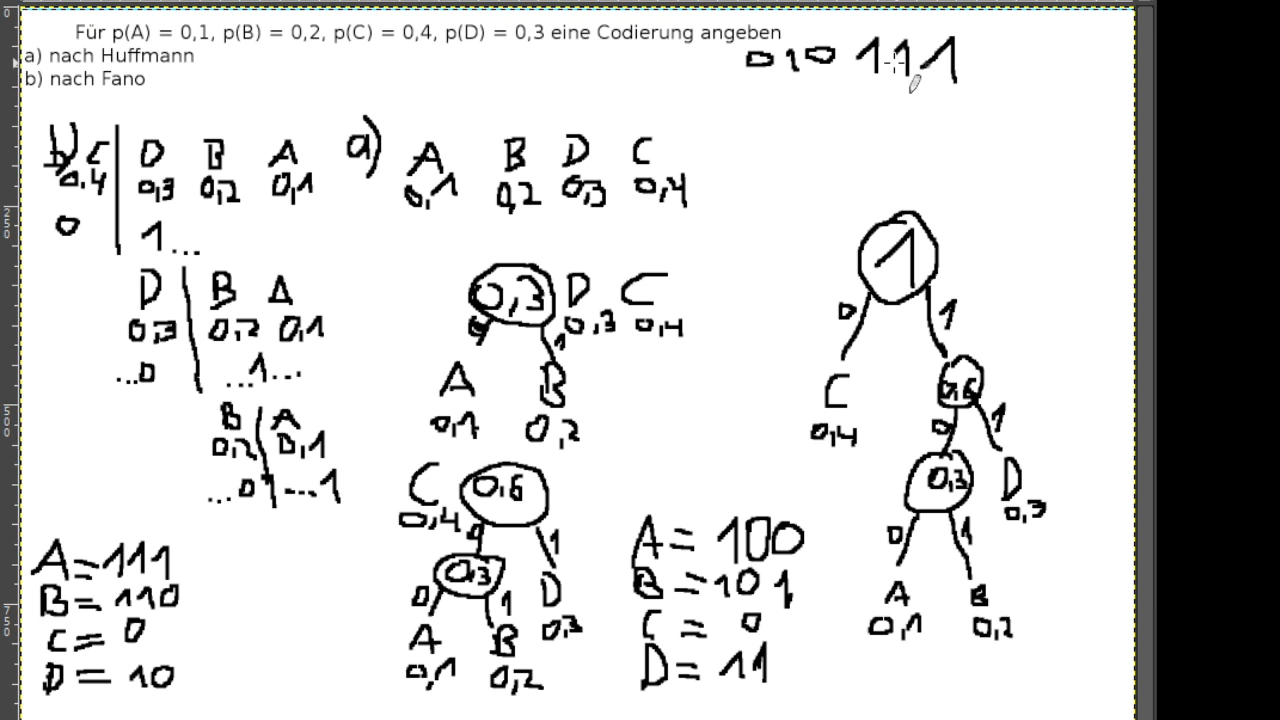 Für p(A) = 0,1, p(B) = 0,2, p(C) = 0,4, p(D) = 0,3 eine Codierung angeben
a) nach Huffmann
b) nach Fano
010 111
C | D B A
0,4 0,3 0,2 0,1
0 1...
D | B A
0,3 0,2 0,1
...0 ...1...
B | A
0,2 0,1
...0 ...1
A=111
B=110
C=0
D=10
a) A B D C
0,1 0,2 0,3 0,4
0,3 D C
0,3 0,4
0 1
A B
0,1 0,2
C 0,6
0,4
0 1
0,3 D
0,3
0 1
A B
0,1 0,2
A=100
B=101
C=0
D=11
1
0 1
C 0,6
0,4
0 1
0,3 D
0,3
0 1
A B
0,1 0,2
0
250
500
750